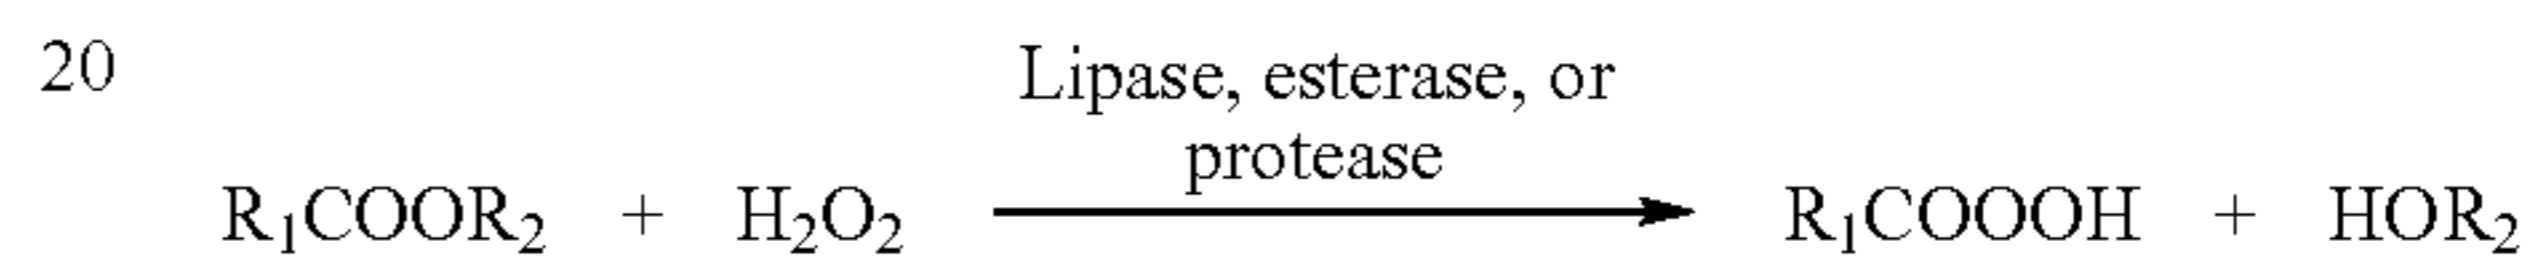 20
Lipase, esterase, or
protease
R₁COOR₂ + H₂O₂ R₁COOOH + HOR₂